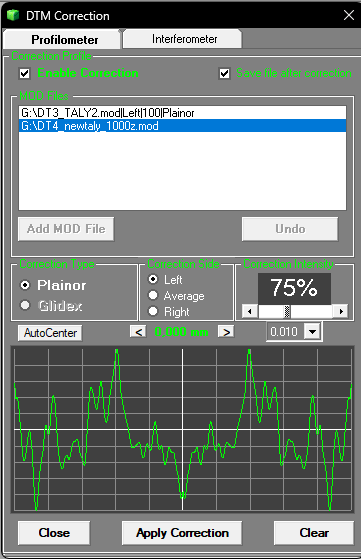 DTM Correction
Profilometer
Interferometer
Correction Profile
Enable Correction
Save file after correction
MOD Files
G:\DT3_TALY2.mod|Left|100|Plainor
G:\DT4_newtaly_1000z.mod
Add MOD File
Undo
Correction Type
Plainor
Glidex
Correction Side
Left
Average
Right
Correction Intensity
75%
AutoCenter
<
0,000 mm
>
0.010
Close
Apply Correction
Clear